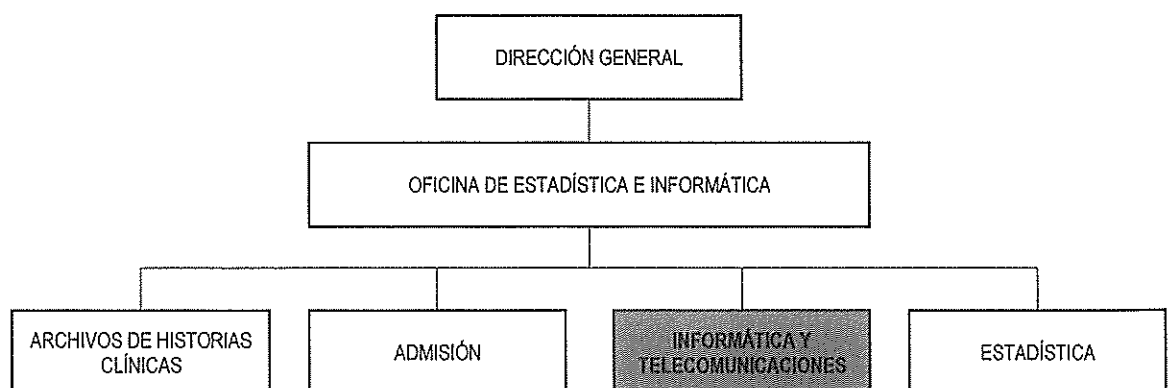 DIRECCIÓN GENERAL
OFICINA DE ESTADÍSTICA E INFORMÁTICA
ARCHIVOS DE HISTORIAS
CLÍNICAS
ADMISIÓN
INFORMÁTICA Y
TELECOMUNICACIONES
ESTADÍSTICA